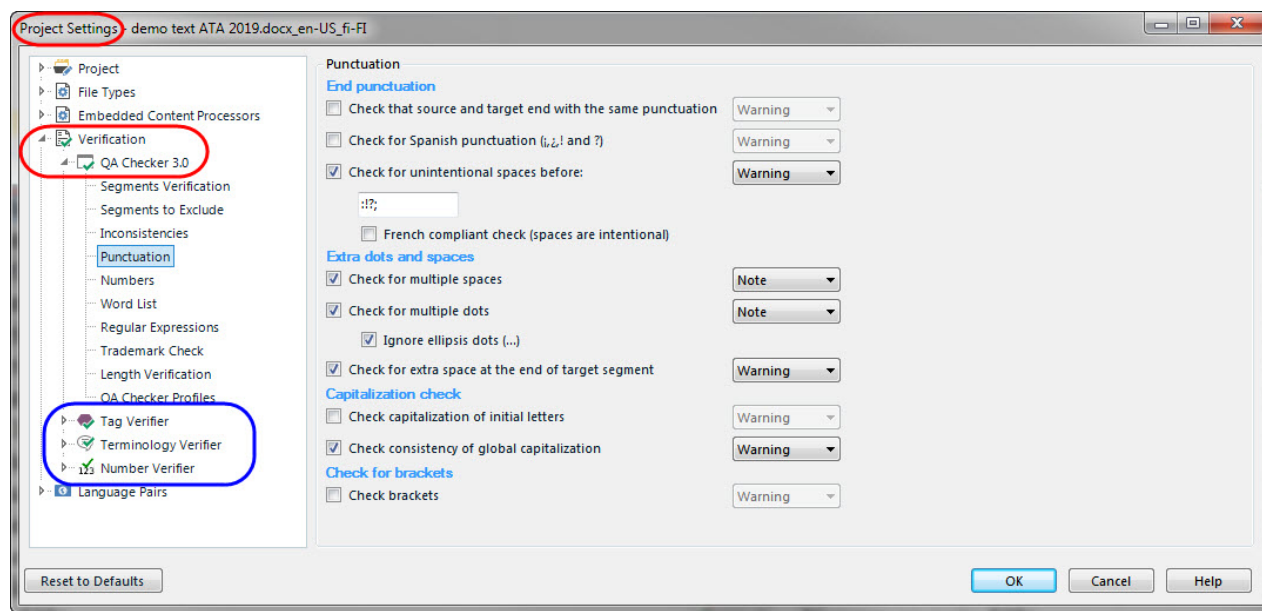 Project Settings - demo text ATA 2019.docx_en-US_fi-FI
Project
File Types
Embedded Content Processors
Verification
QA Checker 3.0
Segments Verification
Segments to Exclude
Inconsistencies
Punctuation
Numbers
Word List
Regular Expressions
Trademark Check
Length Verification
QA Checker Profiles
Tag Verifier
Terminology Verifier
123 Number Verifier
Language Pairs
Punctuation
End punctuation
Check that source and target end with the same punctuation Warning
Check for Spanish punctuation (¡,¿,! and ?) Warning
Check for unintentional spaces before: Warning
:!?;
French compliant check (spaces are intentional)
Extra dots and spaces
Check for multiple spaces Note
Check for multiple dots Note
Ignore ellipsis dots (...)
Check for extra space at the end of target segment Warning
Capitalization check
Check capitalization of initial letters Warning
Check consistency of global capitalization Warning
Check for brackets
Check brackets Warning
Reset to Defaults OK Cancel Help